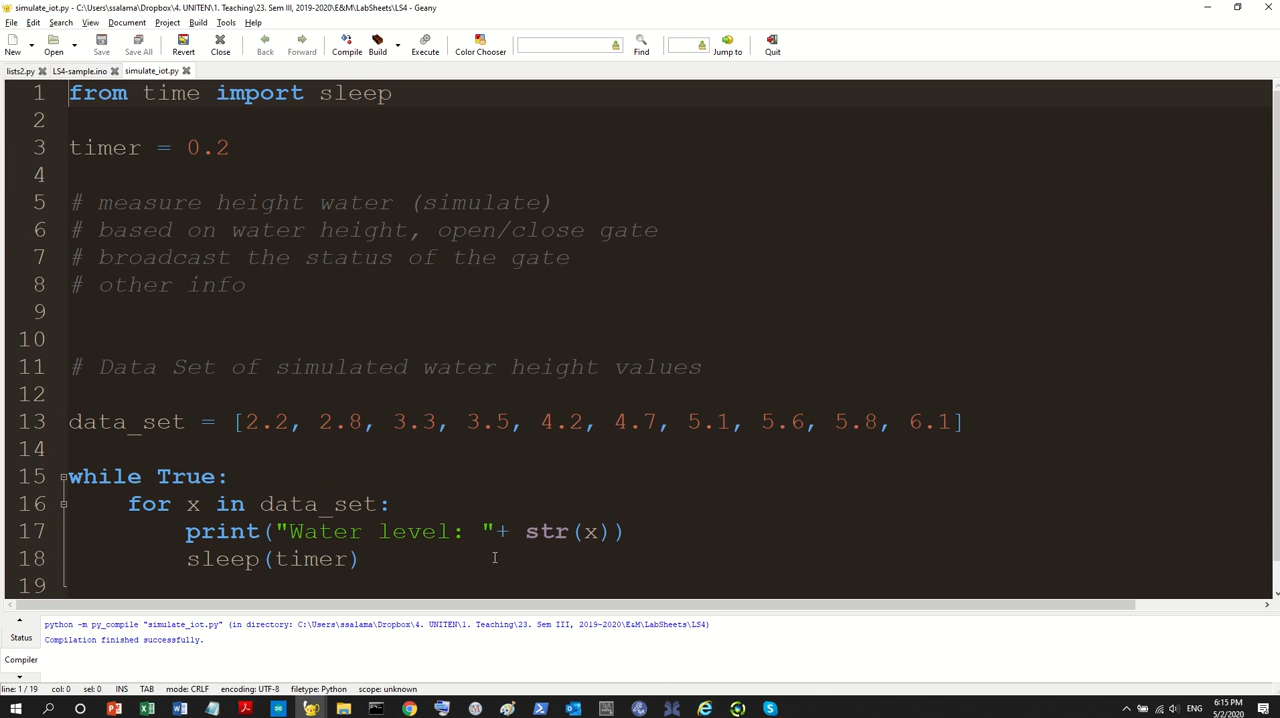 simulate_iot.py - C:\Users\ssalama\Dropbox\4. UNITEN\1. Teaching\23. Sem III, 2019-2020\E&M\LabSheets\LS4 - Geany
File Edit Search View Document Project Build Tools Help
New Open Save Save All Revert Close Back Forward Compile Build Execute Color Chooser Find Jump to Quit
lists2.py LS4-sample.ino simulate_iot.py
1 from time import sleep
2
3 timer = 0.2
4
5 # measure height water (simulate)
6 # based on water height, open/close gate
7 # broadcast the status of the gate
8 # other info
9
10
11 # Data Set of simulated water height values
12
13 data_set = [2.2, 2.8, 3.3, 3.5, 4.2, 4.7, 5.1, 5.6, 5.8, 6.1]
14
15 while True:
16 for x in data_set:
17 print("Water level: "+ str(x))
18 sleep(timer)
19
Status
Compiler
python -m py_compile "simulate_iot.py" (in directory: C:\Users\ssalama\Dropbox\4. UNITEN\1. Teaching\23. Sem III, 2019-2020\E&M\LabSheets\LS4)
Compilation finished successfully.
line: 1 / 19 col: 0 sel: 0 INS TAB mode: CRLF encoding: UTF-8 filetype: Python scope: unknown
ENG
6:15 PM
5/2/2020